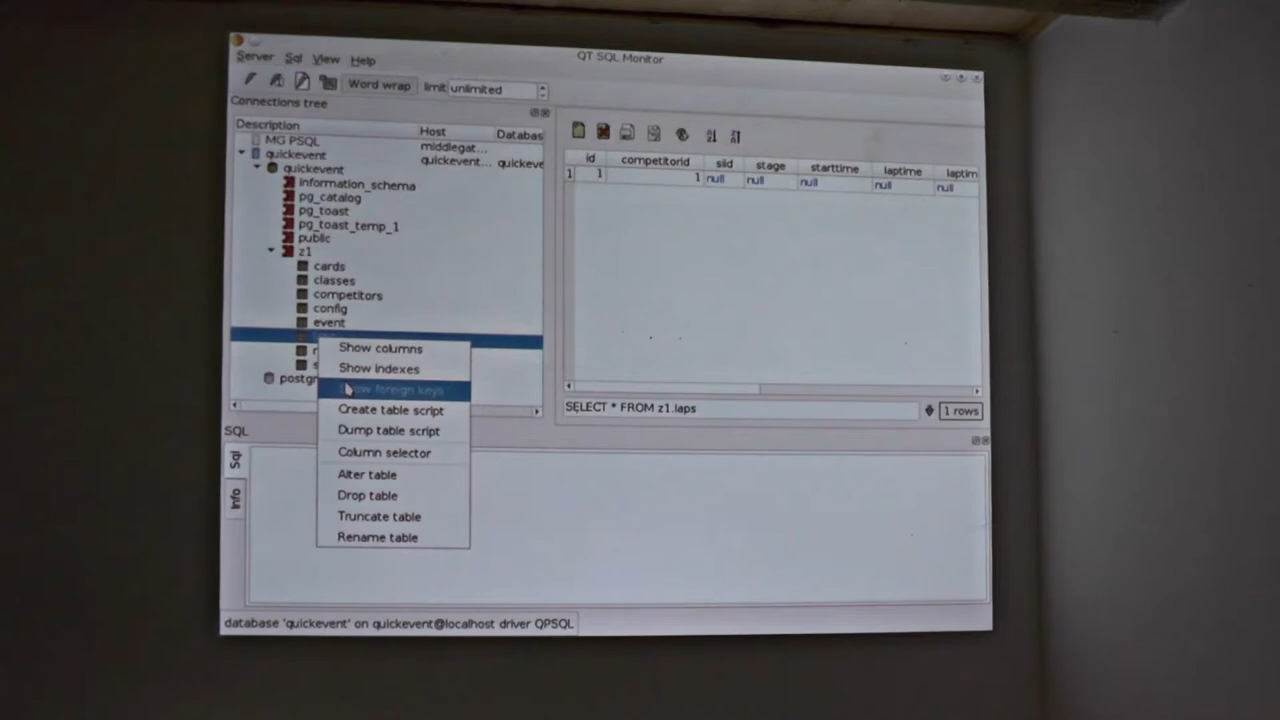 QT SQL Monitor
Server Sql View Help
Word wrap limit unlimited
Connections tree
Description Host Databas
MG PSQL middlegat...
quickevent quickevent... quickeve
quickevent
information_schema
pg_catalog
pg_toast
pg_toast_temp_1
public
z1
cards
classes
competitors
config
event
postgr
Show columns
Show indexes
Show foreign keys
Create table script
Dump table script
Column selector
Alter table
Drop table
Truncate table
Rename table
id competitorid siid stage starttime laptime laptim
1 1 1 null null null null null
SELECT * FROM z1.laps
1 rows
SQL
Sql
Info
database 'quickevent' on quickevent@localhost driver QPSQL